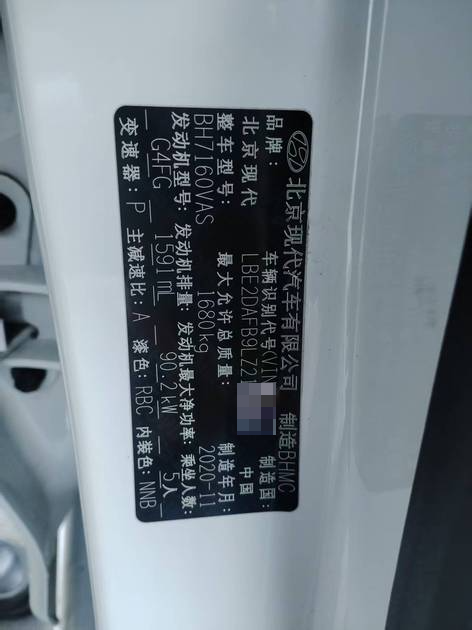 北京现代汽车有限公司 制造BHMC
品牌: 车辆识别代号(VIN 制造国:
北京现代 LBE2DAFB9LZ2 中国
整车型号: 最大允许总质量: 制造年月:
BH7160VAS 1680kg 2020-11
发动机型号: 发动机排量: 发动机最大净功率: 乘坐人数:
G4FG 1591mL 90.2kW 5人
变速器: P 主减速比: A 漆色: RBC 内装色: NNB